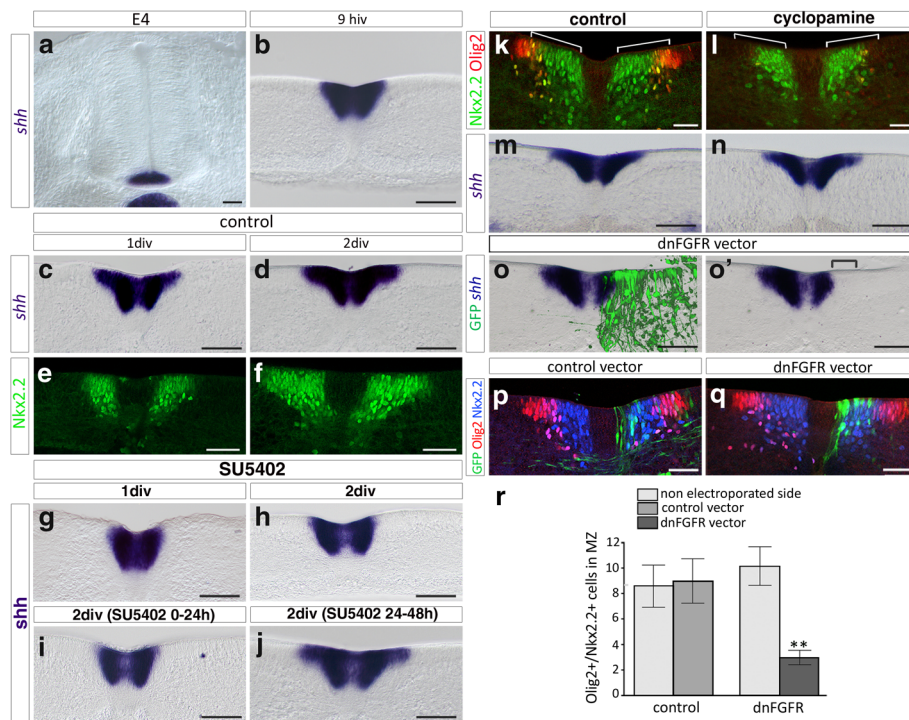 E4
9 hiv
shh
a
b
control
1div
2div
shh
c
d
Nkx2.2
e
f
SU5402
1div
2div
shh
g
h
2div (SU5402 0-24h)
2div (SU5402 24-48h)
i
j
control
cyclopamine
Nkx2.2 Olig2
k
l
shh
m
n
dnFGFR vector
GFP shh
o
o'
control vector
dnFGFR vector
GFP Olig2 Nkx2.2
p
q
r
non electroporated side
control vector
dnFGFR vector
Olig2+/Nkx2.2+ cells in MZ
12
10
8
6
4
2
0
**
control
dnFGFR